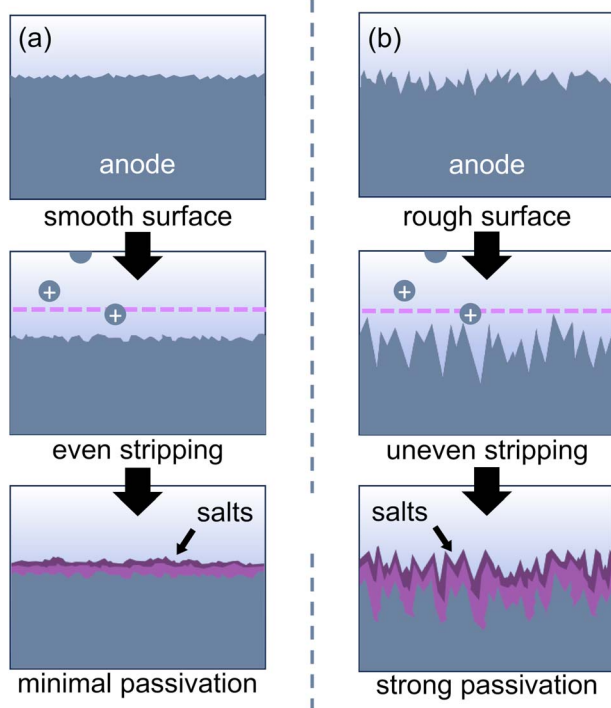 (a)
anode
smooth surface
+
+
even stripping
salts
minimal passivation
(b)
anode
rough surface
+
+
uneven stripping
salts
strong passivation